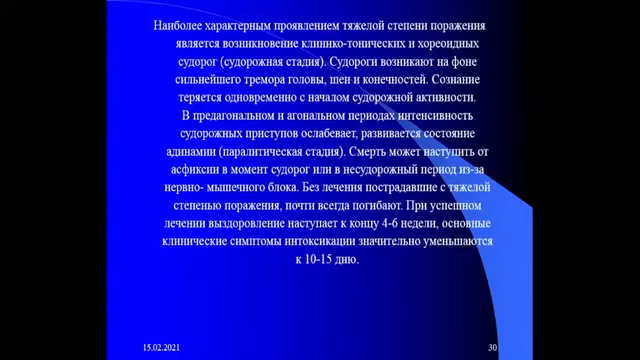 Наиболее характерным проявлением тяжелой степени поражения
является возникновение клинико-тонических и хореоидных
судорог (судорожная стадия). Судороги возникают на фоне
сильнейшего тремора головы, шеи и конечностей. Сознание
теряется одновременно с началом судорожной активности.
В предагональном и агональном периодах интенсивность
судорожных приступов ослабевает, развивается состояние
адинамии (паралитическая стадия). Смерть может наступить от
асфиксии в момент судорог или в несудорожный период из-за
нервно- мышечного блока. Без лечения пострадавшие с тяжелой
степенью поражения, почти всегда погибают. При успешном
лечении выздоровление наступает к концу 4-6 недели, основные
клинические симптомы интоксикации значительно уменьшаются
к 10-15 дню.
15.02.2021
30